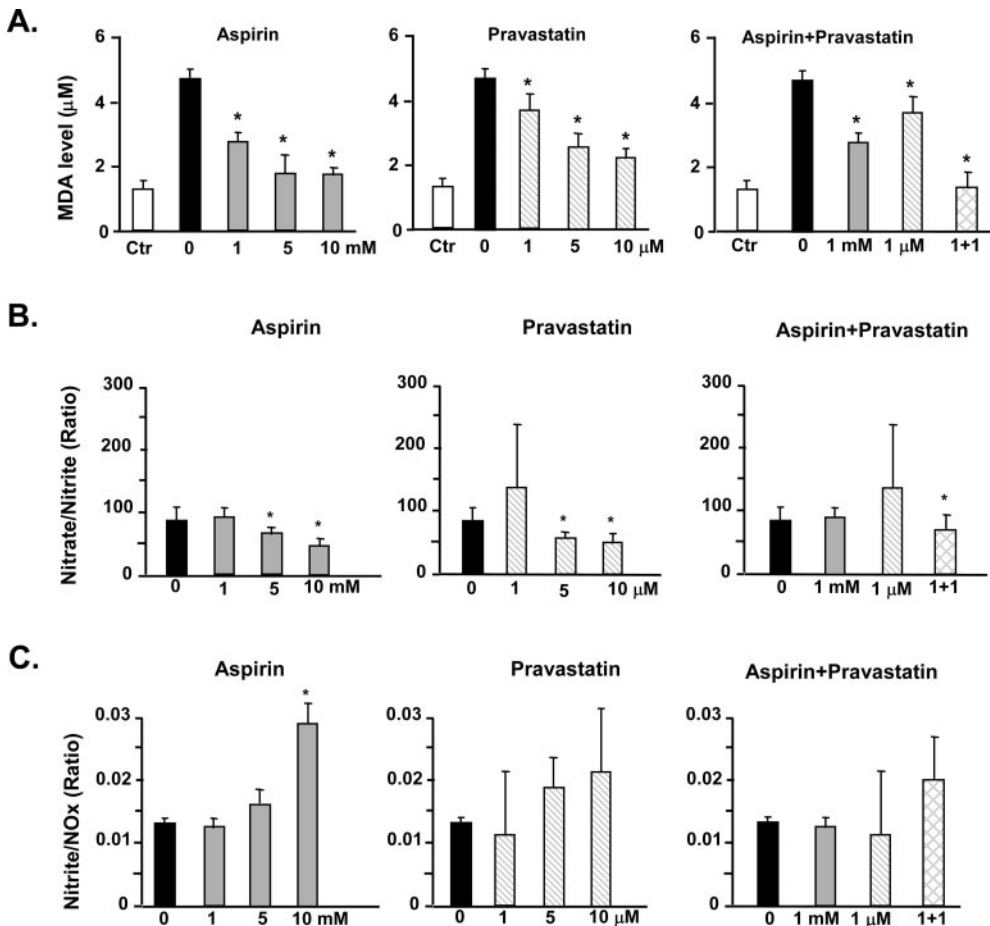 A.
Aspirin
Pravastatin
Aspirin+Pravastatin
MDA level (μM)
6
4
2
0
*
*
*
Ctr 0 1 5 10 mM
6
4
2
0
*
*
*
Ctr 0 1 5 10 μM
6
4
2
0
*
*
*
Ctr 0 1 mM 1 μM 1+1
B.
Aspirin
Pravastatin
Aspirin+Pravastatin
Nitrate/Nitrite (Ratio)
300
200
100
0
*
*
0 1 5 10 mM
300
200
100
0
*
*
0 1 5 10 μM
300
200
100
0
*
0 1 mM 1 μM 1+1
C.
Aspirin
Pravastatin
Aspirin+Pravastatin
Nitrite/NOx (Ratio)
0.03
0.02
0.01
0
*
0 1 5 10 mM
0.03
0.02
0.01
0
0 1 5 10 μM
0.03
0.02
0.01
0
0 1 mM 1 μM 1+1